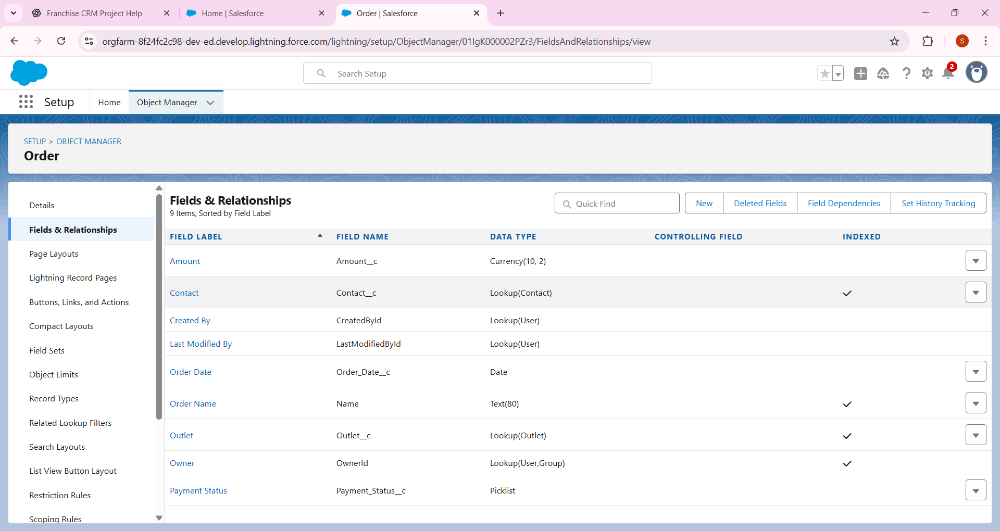 Franchise CRM Project Help
Home | Salesforce
Order | Salesforce
orgfarm-8f24fc2c98-dev-ed.develop.lightning.force.com/lightning/setup/ObjectManager/01IgK000002PZr3/FieldsAndRelationships/view
S
Search Setup
2
Setup
Home
Object Manager
SETUP > OBJECT MANAGER
Order
Details
Fields & Relationships
Page Layouts
Lightning Record Pages
Buttons, Links, and Actions
Compact Layouts
Field Sets
Object Limits
Record Types
Related Lookup Filters
Search Layouts
List View Button Layout
Restriction Rules
Scoping Rules
Fields & Relationships
9 Items, Sorted by Field Label
Quick Find
New
Deleted Fields
Field Dependencies
Set History Tracking
FIELD LABEL FIELD NAME DATA TYPE CONTROLLING FIELD INDEXED
Amount Amount__c Currency(10, 2)
Contact Contact__c Lookup(Contact)
Created By CreatedById Lookup(User)
Last Modified By LastModifiedById Lookup(User)
Order Date Order_Date__c Date
Order Name Name Text(80)
Outlet Outlet__c Lookup(Outlet)
Owner OwnerId Lookup(User,Group)
Payment Status Payment_Status__c Picklist